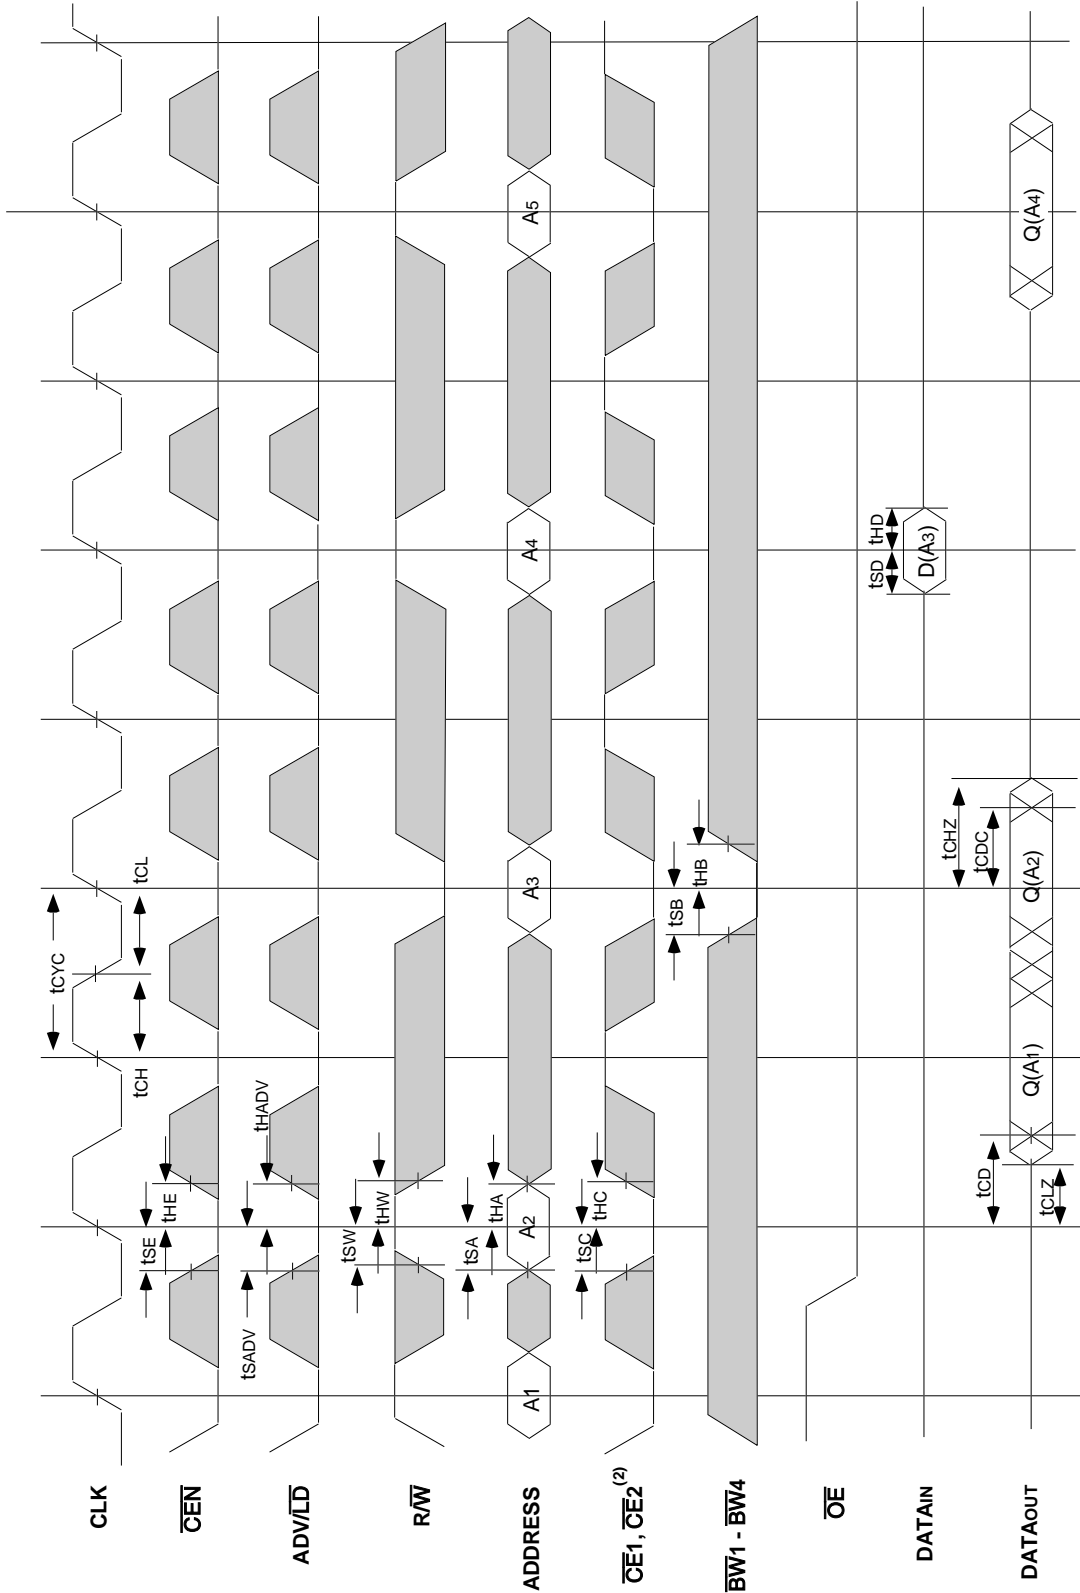 CLK
tCYC
tCH
tCL
CEN
tSE
tHE
ADV/LD
tSADV
tHADV
R/W
tSW
tHW
ADDRESS
A1
tSA
tHA
A2
A3
A4
A5
CE1, CE2 (2)
tSC
tHC
BW1 - BW4
tSB
tHB
OE
DATAIN
tSD
tHD
D(A3)
DATAOUT
tCLZ
tCD
Q(A1)
Q(A2)
tCDC
tCHZ
Q(A4)